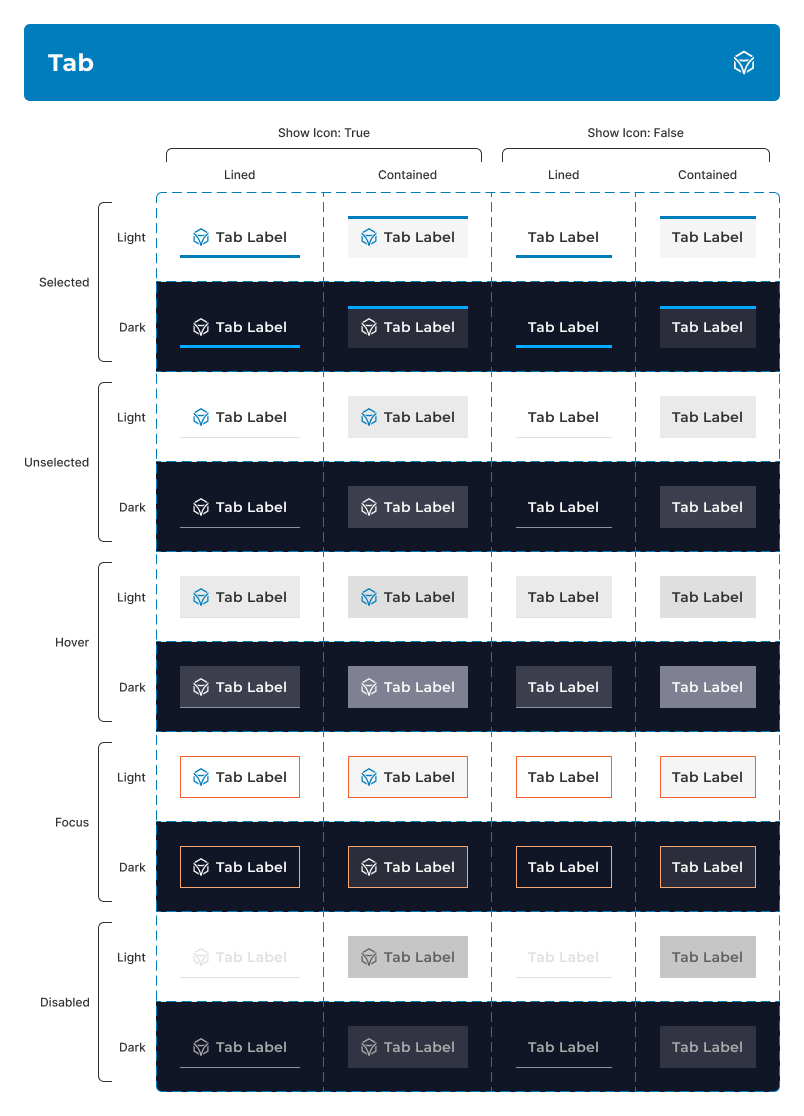 Tab
Show Icon: True Show Icon: False
Lined Contained Lined Contained
Light Tab Label Tab Label Tab Label Tab Label
Selected
Dark Tab Label Tab Label Tab Label Tab Label
Light Tab Label Tab Label Tab Label Tab Label
Unselected
Dark Tab Label Tab Label Tab Label Tab Label
Light Tab Label Tab Label Tab Label Tab Label
Hover
Dark Tab Label Tab Label Tab Label Tab Label
Light Tab Label Tab Label Tab Label Tab Label
Focus
Dark Tab Label Tab Label Tab Label Tab Label
Light Tab Label Tab Label Tab Label Tab Label
Disabled
Dark Tab Label Tab Label Tab Label Tab Label